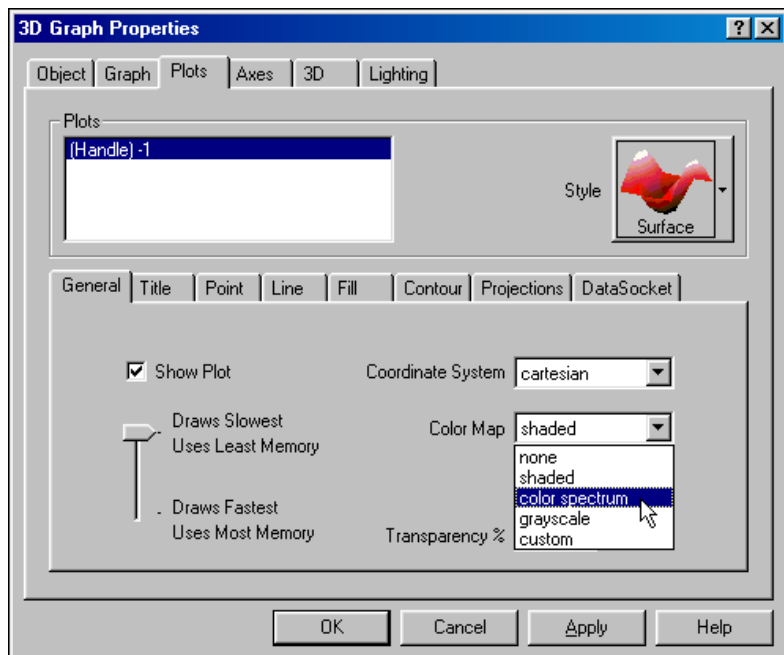 3D Graph Properties
Object Graph Plots Axes 3D Lighting
Plots
(Handle) -1
Style
Surface
General Title Point Line Fill Contour Projections DataSocket
Show Plot
Coordinate System cartesian
Draws Slowest
Uses Least Memory
Color Map shaded
none
shaded
color spectrum
grayscale
custom
Draws Fastest
Uses Most Memory
Transparency %
OK Cancel Apply Help